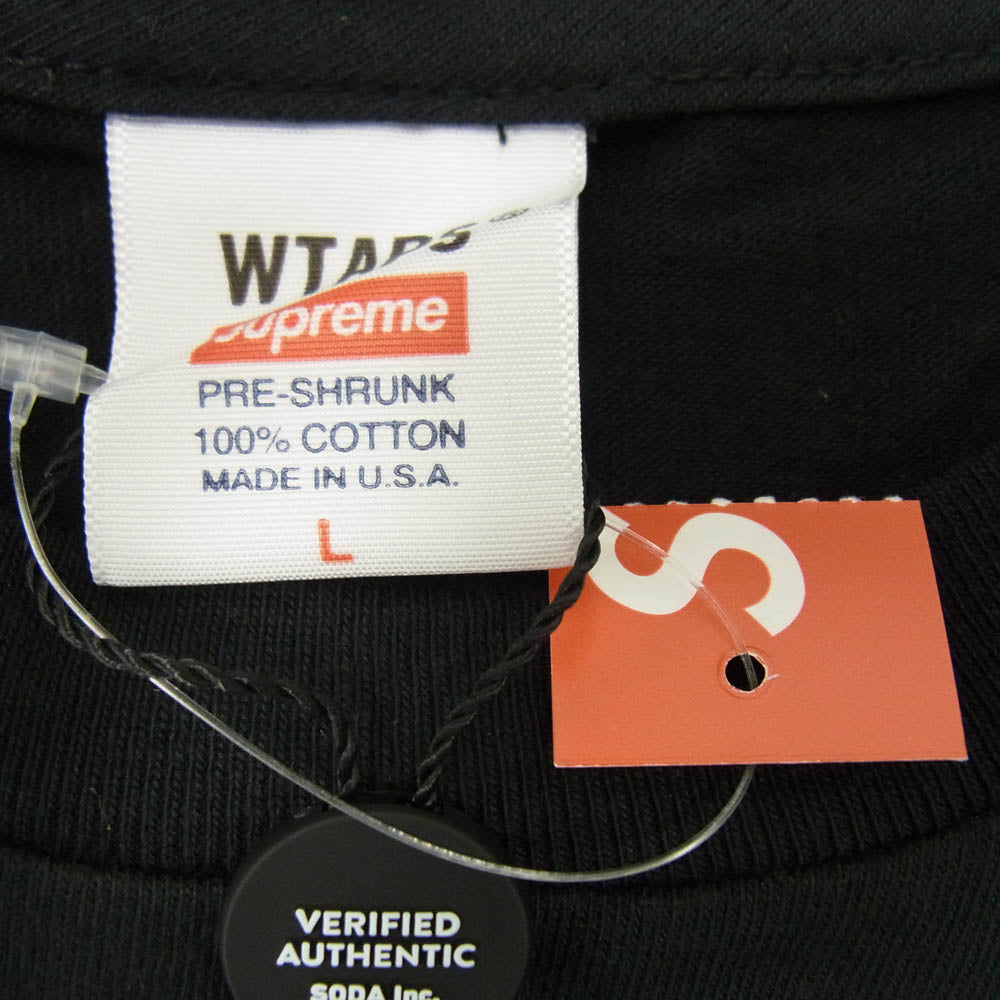 WTAPS®
Supreme
PRE-SHRUNK
100% COTTON
MADE IN U.S.A.
L
S
VERIFIED
AUTHENTIC
SODA Inc.